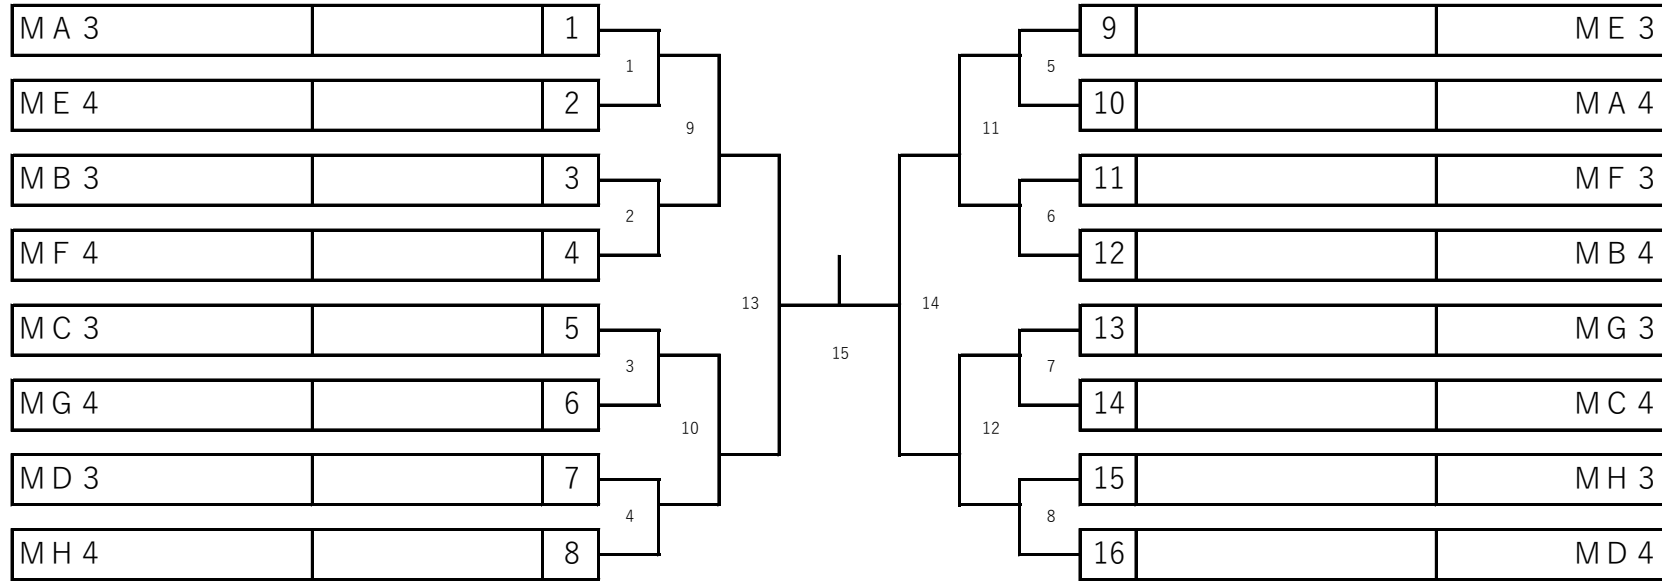 MA3 1 9 ME3
1 5
ME4 2 10 MA4
9 11
MB3 3 11 MF3
2 6
MF4 4 12 MB4
13 14
MC3 5 13 MG3
15
3 7
MG4 6 14 MC4
10 12
MD3 7 15 MH3
4 8
MH4 8 16 MD4